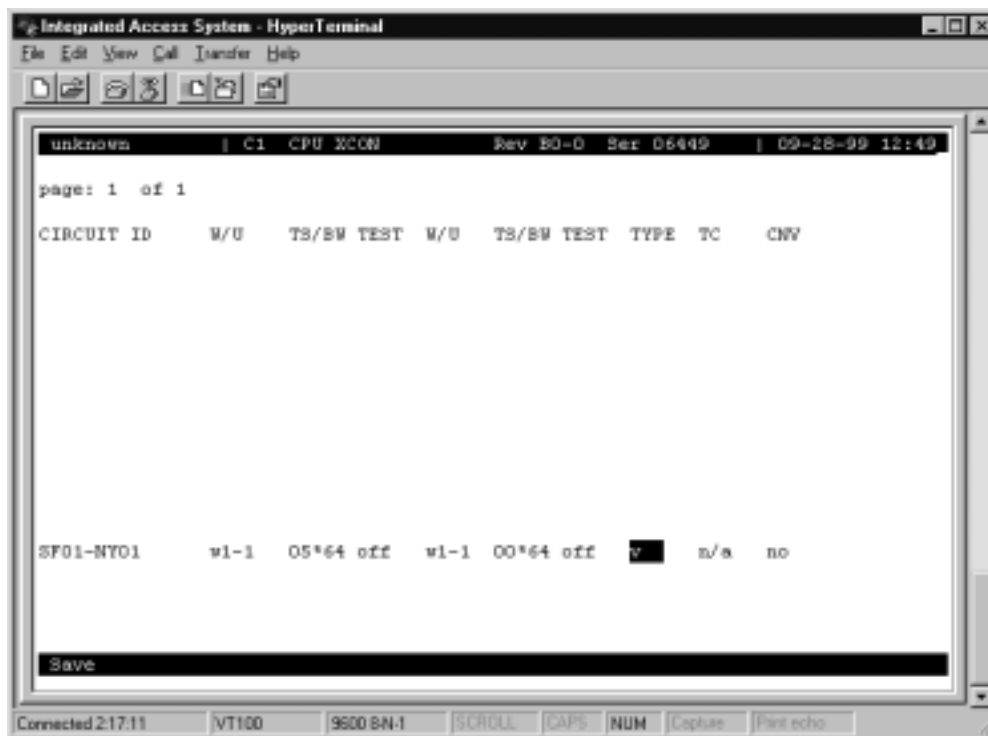 Integrated Access System - HyperTerminal
File Edit View Call Transfer Help
unknown | C1 CPU XCON Rev B0-0 Ser 06449 | 09-28-99 12:49
page: 1 of 1
CIRCUIT ID W/U TS/BW TEST W/U TS/BW TEST TYPE TC CNV
SF01-NY01 w1-1 05*64 off w1-1 00*64 off v n/a no
Save
Connected 2:17:11 VT100 9600 8-N-1 SCROLL CAPS NUM Capture Print echo